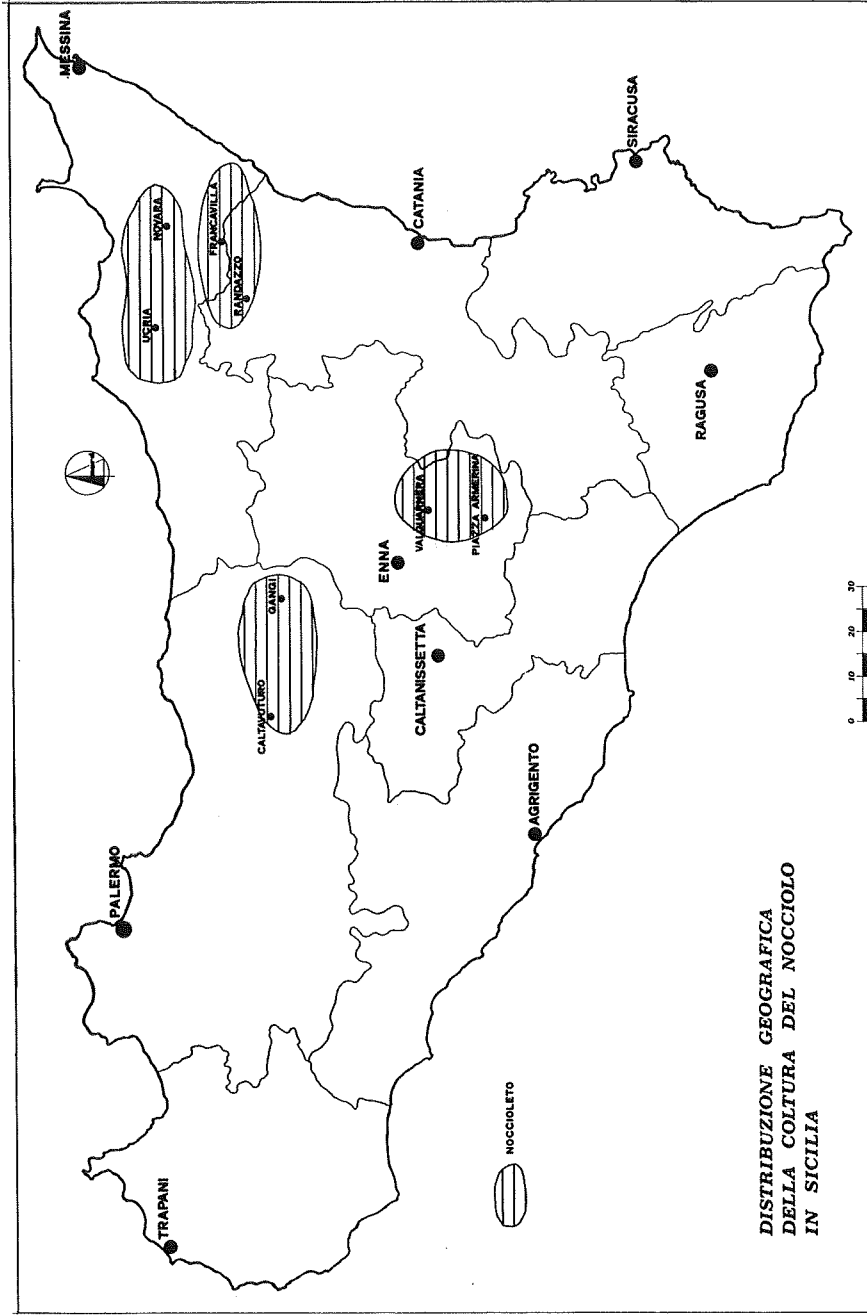 MESSINA
NOVARA
UCRIA
FRANCAVILLA
RANDAZZO
PALERMO
TRAPANI
GANGI
CALTAVUTURO
CATANIA
ENNA
VALGUARNERA
PIAZZA ARMERINA
CALTANISSETTA
SIRACUSA
AGRIGENTO
RAGUSA
NOCCIOLETO
DISTRIBUZIONE GEOGRAFICA
DELLA COLTURA DEL NOCCIOLO
IN SICILIA
0 10 20 30